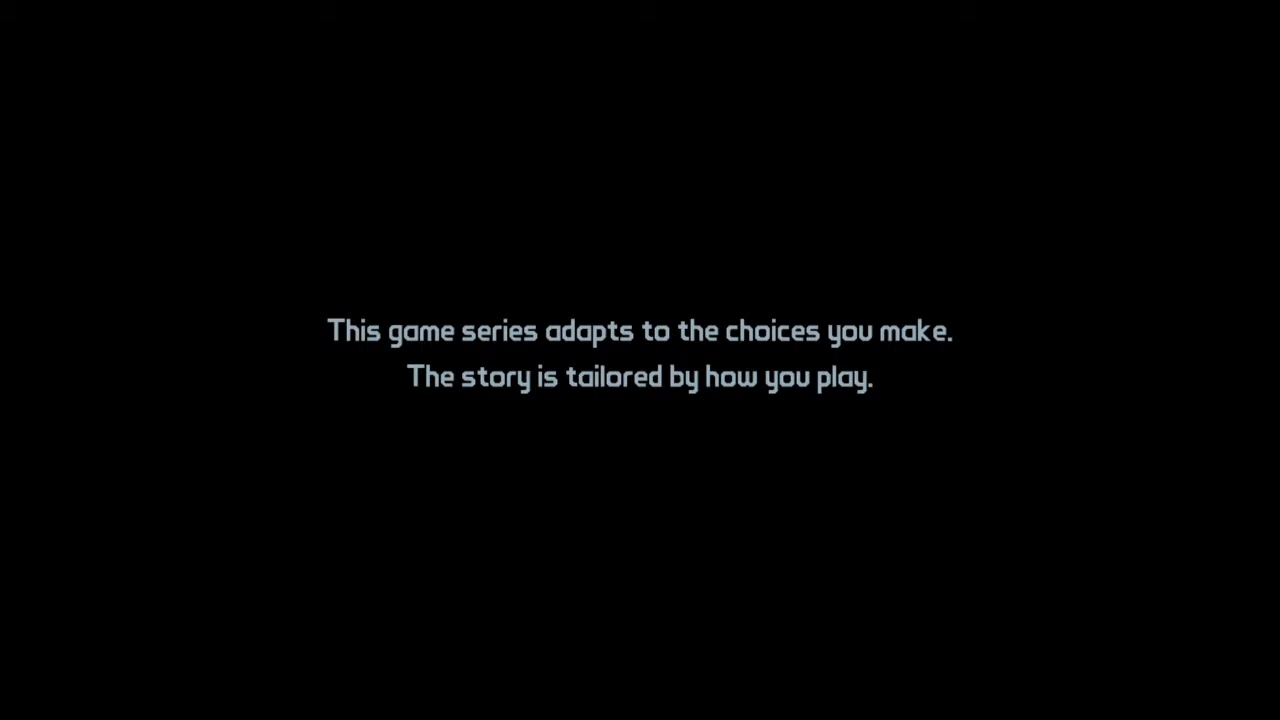 This game series adapts to the choices you make.
The story is tailored by how you play.